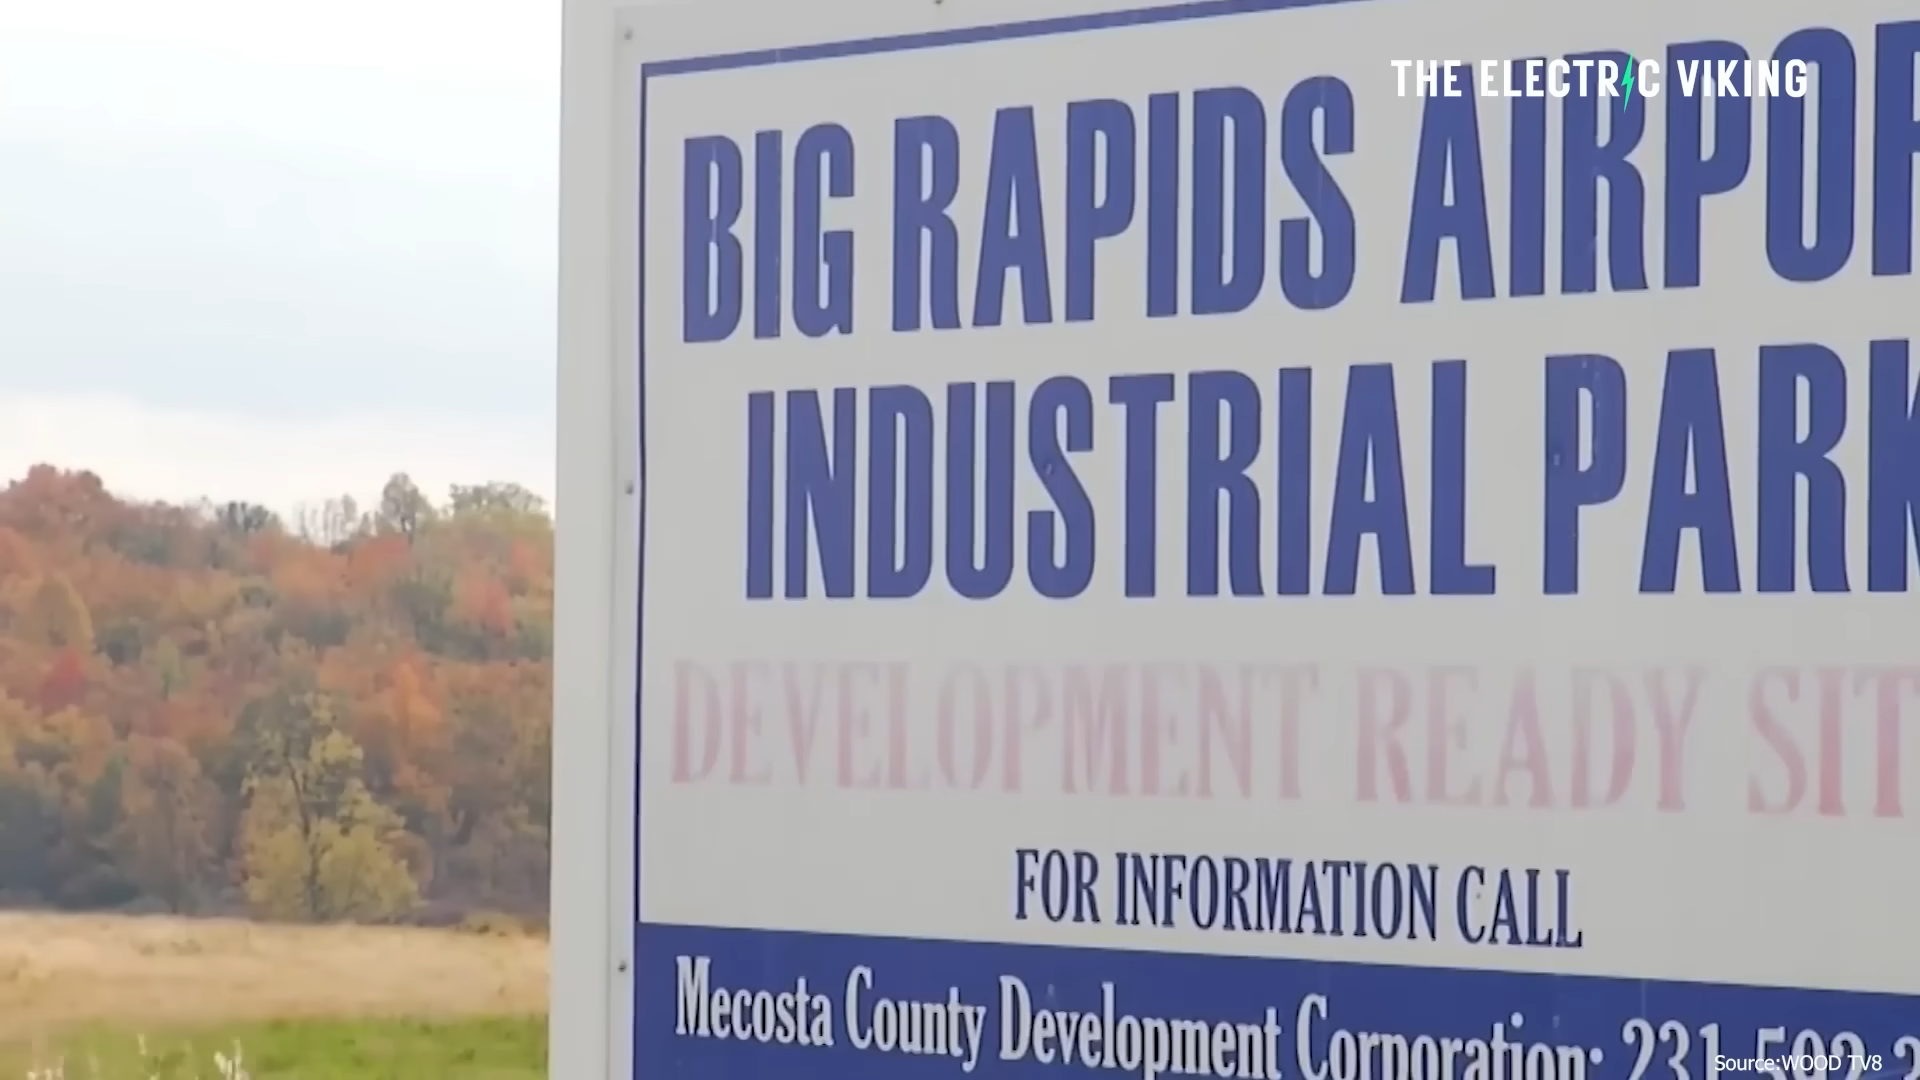 THE ELECTRIC VIKING
BIG RAPIDS AIRPOR
INDUSTRIAL PARK
DEVELOPMENT READY SIT
FOR INFORMATION CALL
Mecosta County Development Corporation: 231-592-
Source:WOOD TV8